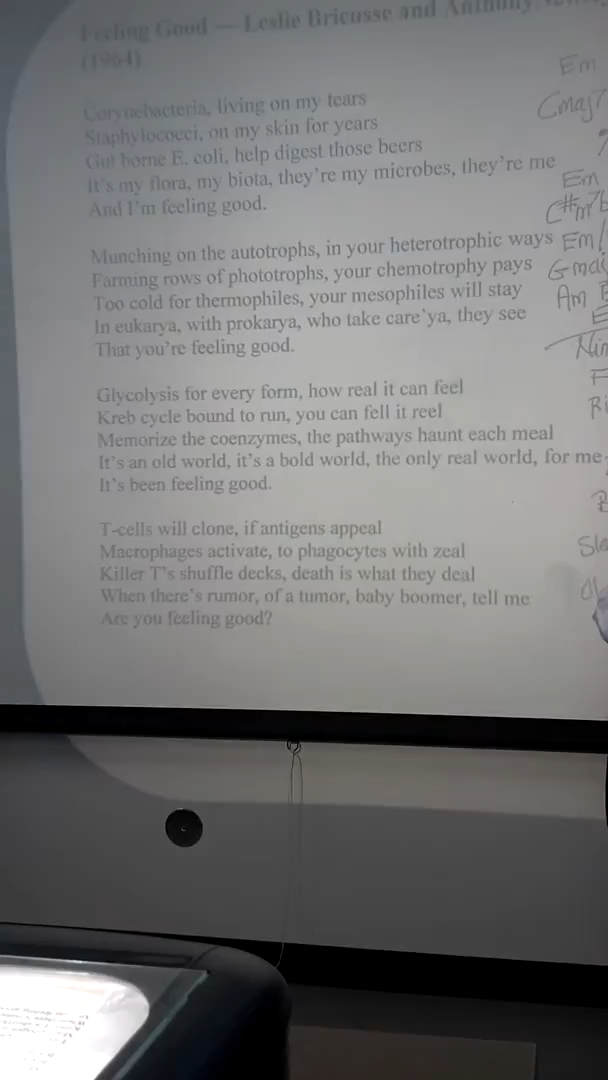 Feeling Good — Leslie Bricusse and Anthony
(1964)
Em
Cmaj7
Corynebacteria, living on my tears
Staphylococci, on my skin for years
Gut borne E. coli, help digest those beers
It's my flora, my biota, they're my microbes, they're me
Em
And I'm feeling good.
C#m7b
Munching on the autotrophs, in your heterotrophic ways
Em/
Farming rows of phototrophs, your chemotrophy pays
Gmaj
Too cold for thermophiles, your mesophiles will stay
Am
In eukarya, with prokarya, who take care'ya, they see
E
That you're feeling good.
Nin
F
Glycolysis for every form, how real it can feel
Ri
Kreb cycle bound to run, you can fell it reel
Memorize the coenzymes, the pathways haunt each meal
It's an old world, it's a bold world, the only real world, for me
It's been feeling good.
T-cells will clone, if antigens appeal
Macrophages activate, to phagocytes with zeal
Sle
Killer T's shuffle decks, death is what they deal
When there's rumor, of a tumor, baby boomer, tell me
Are you feeling good?